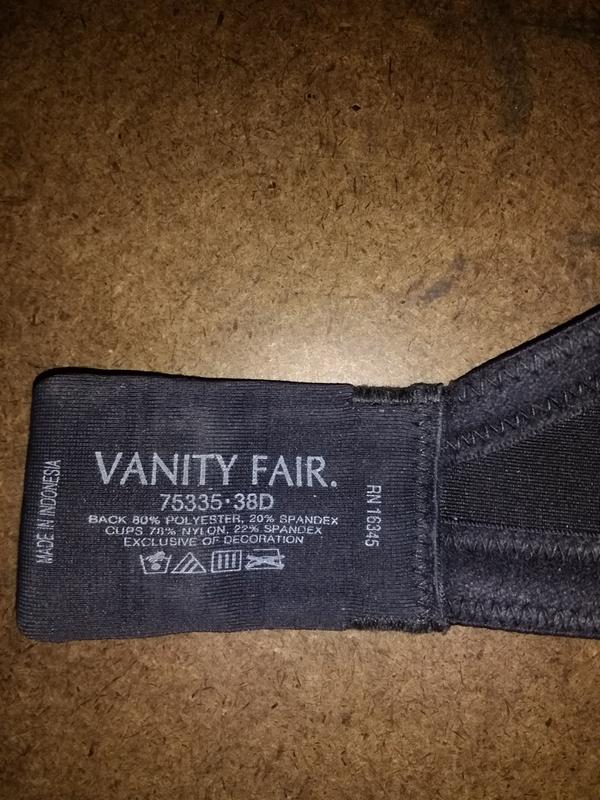 MADE IN INDONESIA
VANITY FAIR.
75335·38D
BACK 80% POLYESTER, 20% SPANDEX
CUPS 78% NYLON, 22% SPANDEX
EXCLUSIVE OF DECORATION
RN 16345